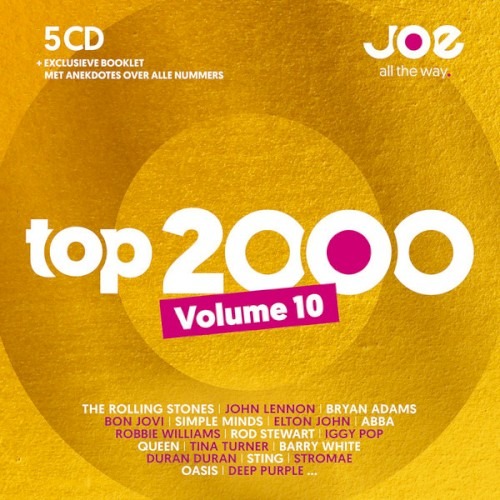 5CD
+ EXCLUSIEVE BOOKLET
MET ANEKDOTES OVER ALLE NUMMERS
JOe
all the way.
top 2000
Volume 10
THE ROLLING STONES | JOHN LENNON | BRYAN ADAMS
BON JOVI | SIMPLE MINDS | ELTON JOHN | ABBA
ROBBIE WILLIAMS | ROD STEWART | IGGY POP
QUEEN | TINA TURNER | BARRY WHITE
DURAN DURAN | STING | STROMAE
OASIS | DEEP PURPLE ...